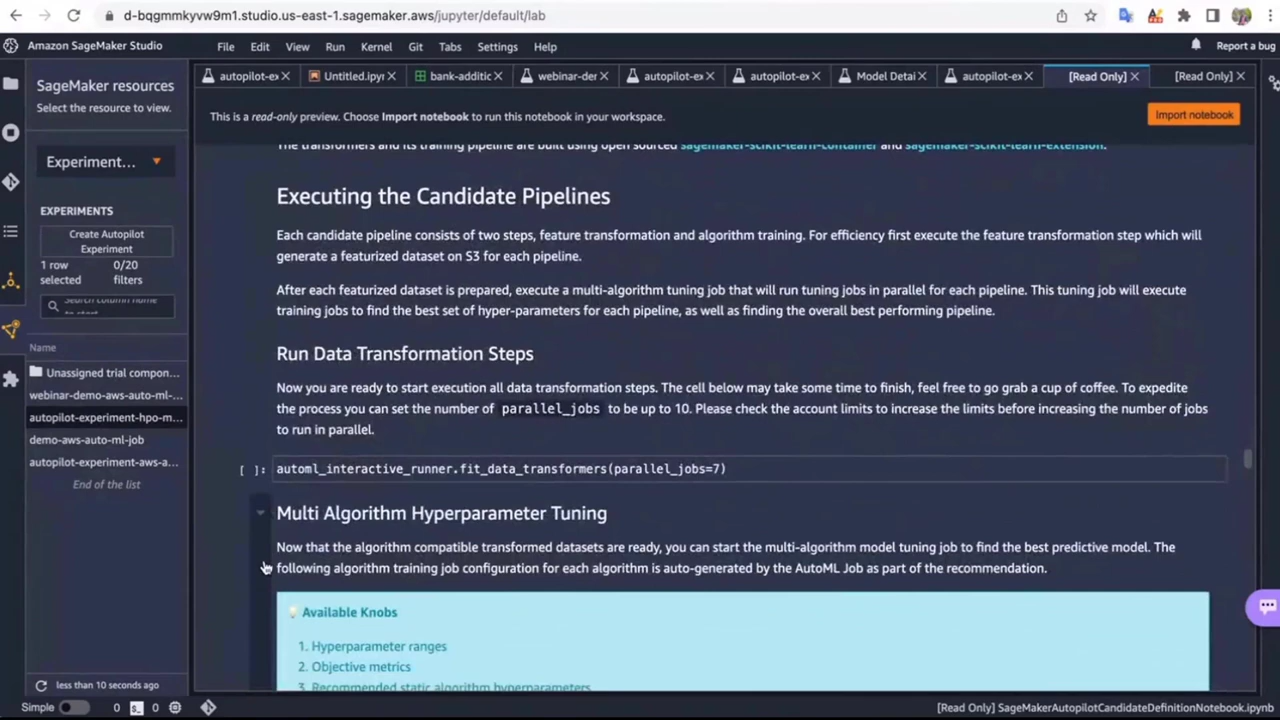 d-bqgmmkyvw9m1.studio.us-east-1.sagemaker.aws/jupyter/default/lab
Amazon SageMaker Studio
File Edit View Run Kernel Git Tabs Settings Help
Report a bug
autopilot-ex
Untitled.ipyr
bank-additic
webinar-der
autopilot-ex
autopilot-ex
Model Detai
autopilot-ex
[Read Only]
[Read Only]
SageMaker resources
Select the resource to view.
Experiment...
EXPERIMENTS
Create Autopilot
Experiment
1 row
selected
0/20
filters
Search column name
to start
Name
Unassigned trial compon...
webinar-demo-aws-auto-ml-...
autopilot-experiment-hpo-m...
demo-aws-auto-ml-job
autopilot-experiment-aws-a...
End of the list
less than 10 seconds ago
This is a read-only preview. Choose Import notebook to run this notebook in your workspace.
Import notebook
The transformers and its training pipeline are built using open sourced sagemaker-scikit-learn-container and sagemaker-scikit-learn-extension.
Executing the Candidate Pipelines
Each candidate pipeline consists of two steps, feature transformation and algorithm training. For efficiency first execute the feature transformation step which will
generate a featurized dataset on S3 for each pipeline.
After each featurized dataset is prepared, execute a multi-algorithm tuning job that will run tuning jobs in parallel for each pipeline. This tuning job will execute
training jobs to find the best set of hyper-parameters for each pipeline, as well as finding the overall best performing pipeline.
Run Data Transformation Steps
Now you are ready to start execution all data transformation steps. The cell below may take some time to finish, feel free to go grab a cup of coffee. To expedite
the process you can set the number of parallel_jobs to be up to 10. Please check the account limits to increase the limits before increasing the number of jobs
to run in parallel.
[ ]: automl_interactive_runner.fit_data_transformers(parallel_jobs=7)
Multi Algorithm Hyperparameter Tuning
Now that the algorithm compatible transformed datasets are ready, you can start the multi-algorithm model tuning job to find the best predictive model. The
following algorithm training job configuration for each algorithm is auto-generated by the AutoML Job as part of the recommendation.
Available Knobs
1. Hyperparameter ranges
2. Objective metrics
3. Recommended static algorithm hyperparameters
Simple 0 $_ 0
[Read Only] SageMakerAutopilotCandidateDefinitionNotebook.ipynb